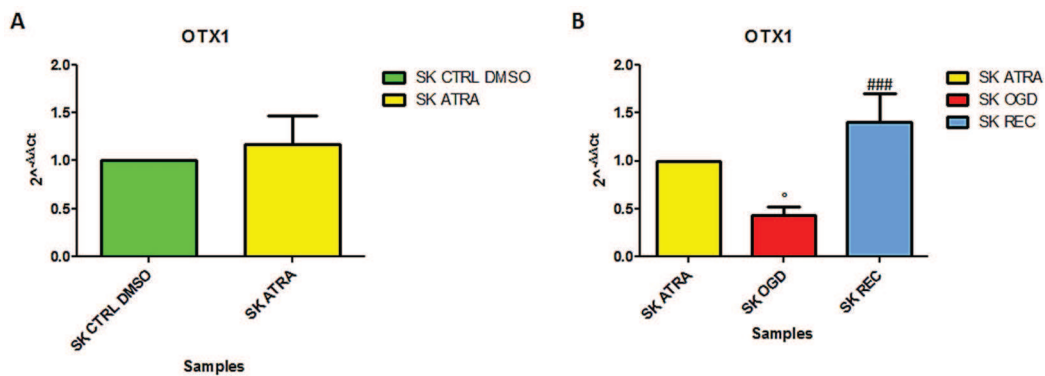 A
OTX1
2.0
1.5
1.0
0.5
0.0
2^-ΔΔCt
SK CTRL DMSO
SK ATRA
Samples
SK CTRL DMSO
SK ATRA
B
OTX1
2.0
1.5
1.0
0.5
0.0
2^-ΔΔCt
°
###
SK ATRA
SK OGD
SK REC
Samples
SK ATRA
SK OGD
SK REC